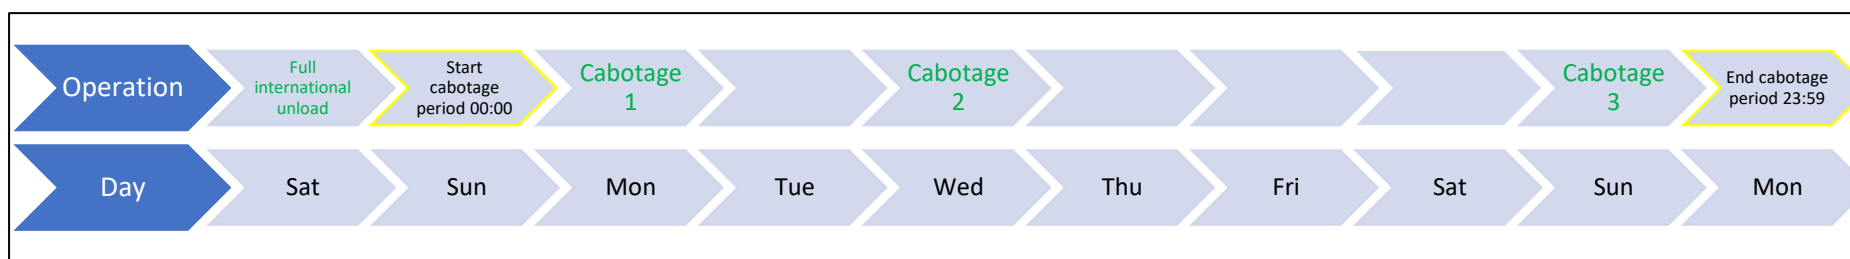 Operation
Full
international
unload
Start
cabotage
period 00:00
Cabotage
1
Cabotage
2
Cabotage
3
End cabotage
period 23:59
Day
Sat
Sun
Mon
Tue
Wed
Thu
Fri
Sat
Sun
Mon